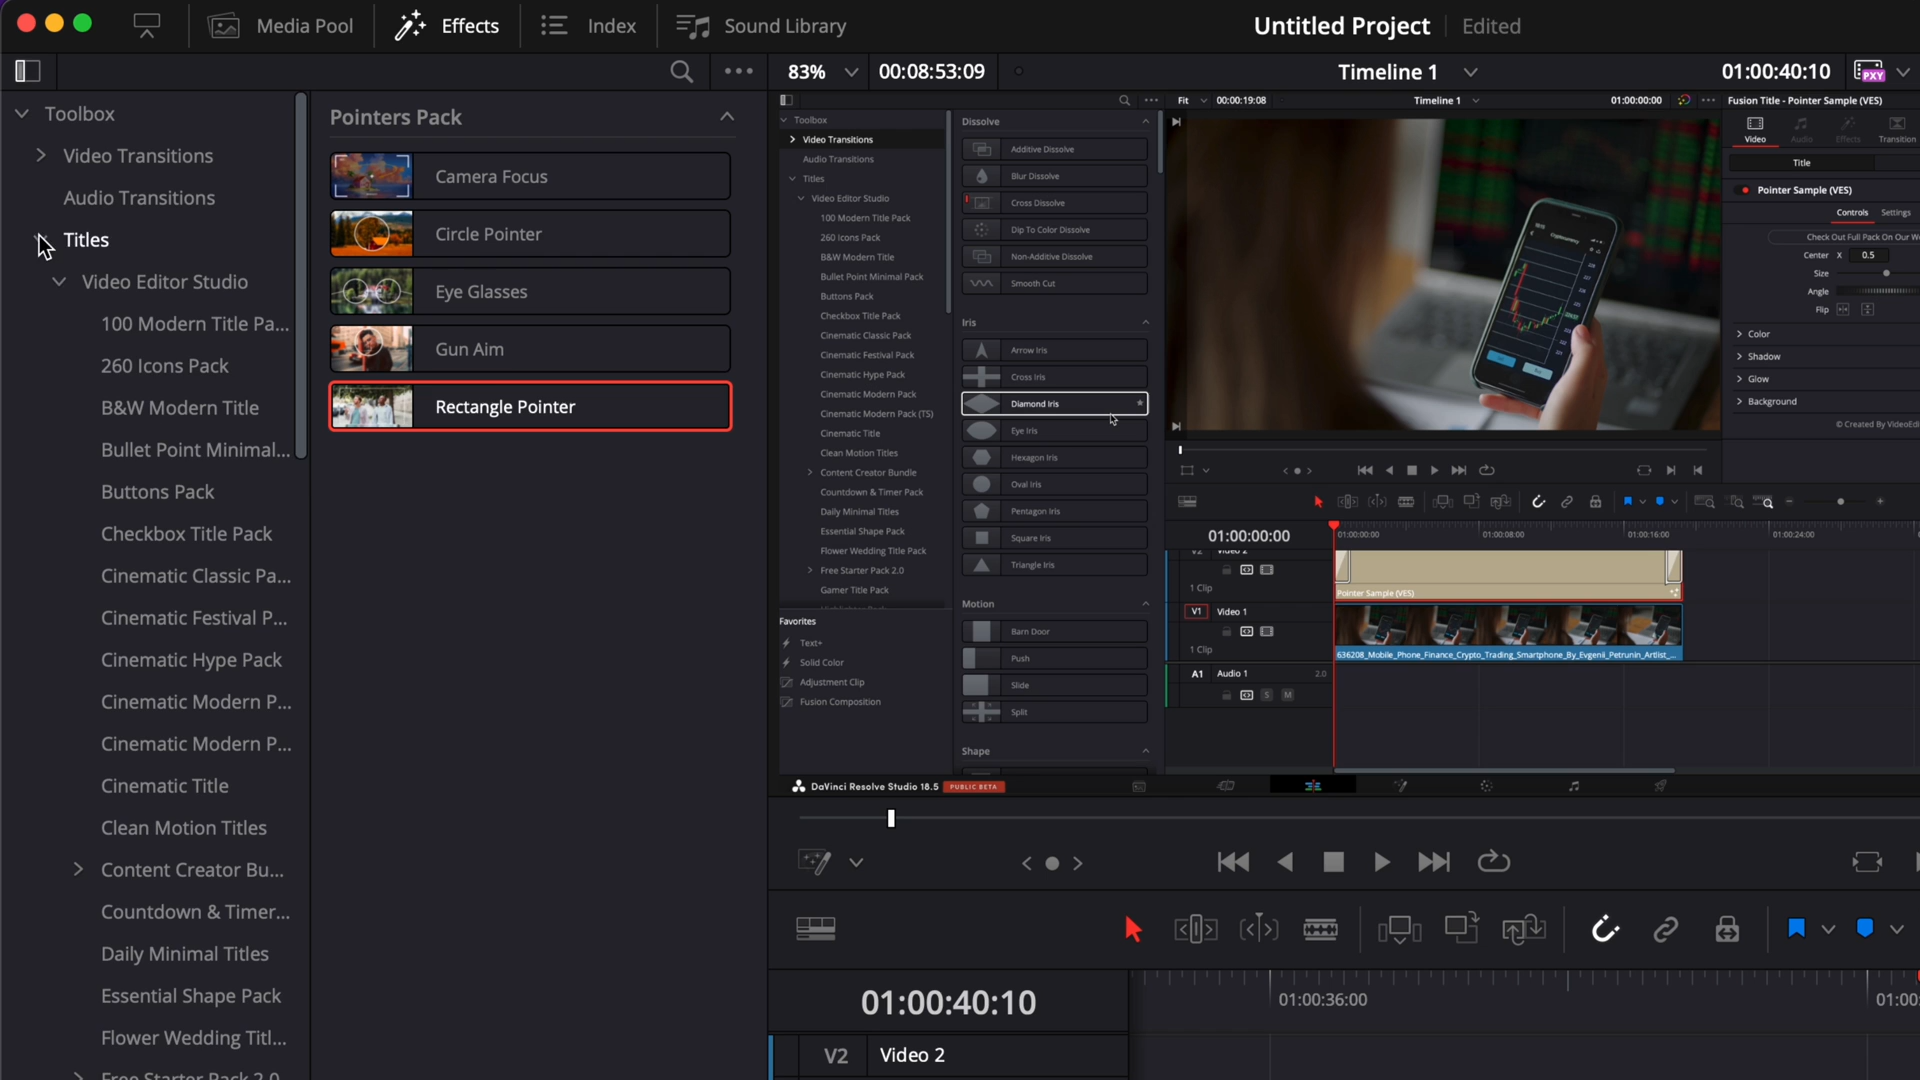 Media Pool
Effects
Index
Sound Library
Untitled Project
Edited
83%
00:08:53:09
Timeline 1
01:00:40:10
PXY
Toolbox
Video Transitions
Audio Transitions
Titles
Video Editor Studio
100 Modern Title Pa...
260 Icons Pack
B&W Modern Title
Bullet Point Minimal...
Buttons Pack
Checkbox Title Pack
Cinematic Classic Pa...
Cinematic Festival P...
Cinematic Hype Pack
Cinematic Modern P...
Cinematic Modern P...
Cinematic Title
Clean Motion Titles
Content Creator Bu...
Countdown & Timer...
Daily Minimal Titles
Essential Shape Pack
Flower Wedding Titl...
Free Starter Pack 2.0
Pointers Pack
Camera Focus
Circle Pointer
Eye Glasses
Gun Aim
Rectangle Pointer
Toolbox
Video Transitions
Audio Transitions
Titles
Video Editor Studio
100 Modern Title Pack
260 Icons Pack
B&W Modern Title
Bullet Point Minimal Pack
Buttons Pack
Checkbox Title Pack
Cinematic Classic Pack
Cinematic Festival Pack
Cinematic Hype Pack
Cinematic Modern Pack
Cinematic Modern Pack (TS)
Cinematic Title
Clean Motion Titles
Content Creator Bundle
Countdown & Timer Pack
Daily Minimal Titles
Essential Shape Pack
Flower Wedding Title Pack
Free Starter Pack 2.0
Gamer Title Pack
Favorites
Text+
Solid Color
Adjustment Clip
Fusion Composition
Dissolve
Additive Dissolve
Blur Dissolve
Cross Dissolve
Dip To Color Dissolve
Non-Additive Dissolve
Smooth Cut
Iris
Arrow Iris
Cross Iris
Diamond Iris
Eye Iris
Hexagon Iris
Oval Iris
Pentagon Iris
Square Iris
Triangle Iris
Motion
Barn Door
Push
Slide
Split
Shape
Fit
00:00:19:08
Timeline 1
01:00:00:00
Fusion Title - Pointer Sample (VES)
Video
Audio
Effects
Transition
Title
Pointer Sample (VES)
Controls
Settings
Check Out Full Pack On Our W
Center X 0.5
Size
Angle
Flip
Color
Shadow
Glow
Background
© Created By VideoEdi
01:00:00:00
01:00:00:00
01:00:08:00
01:00:16:00
01:00:24:00
V2 Video 2
1 Clip
Pointer Sample (VES)
V1 Video 1
1 Clip
636208_Mobile_Phone_Finance_Crypto_Trading_Smartphone_By_Evgenii_Petrunin_Artlist_...
A1 Audio 1 2.0
S M
DaVinci Resolve Studio 18.5 PUBLIC BETA
01:00:40:10
01:00:36:00
01:00:
V2 Video 2